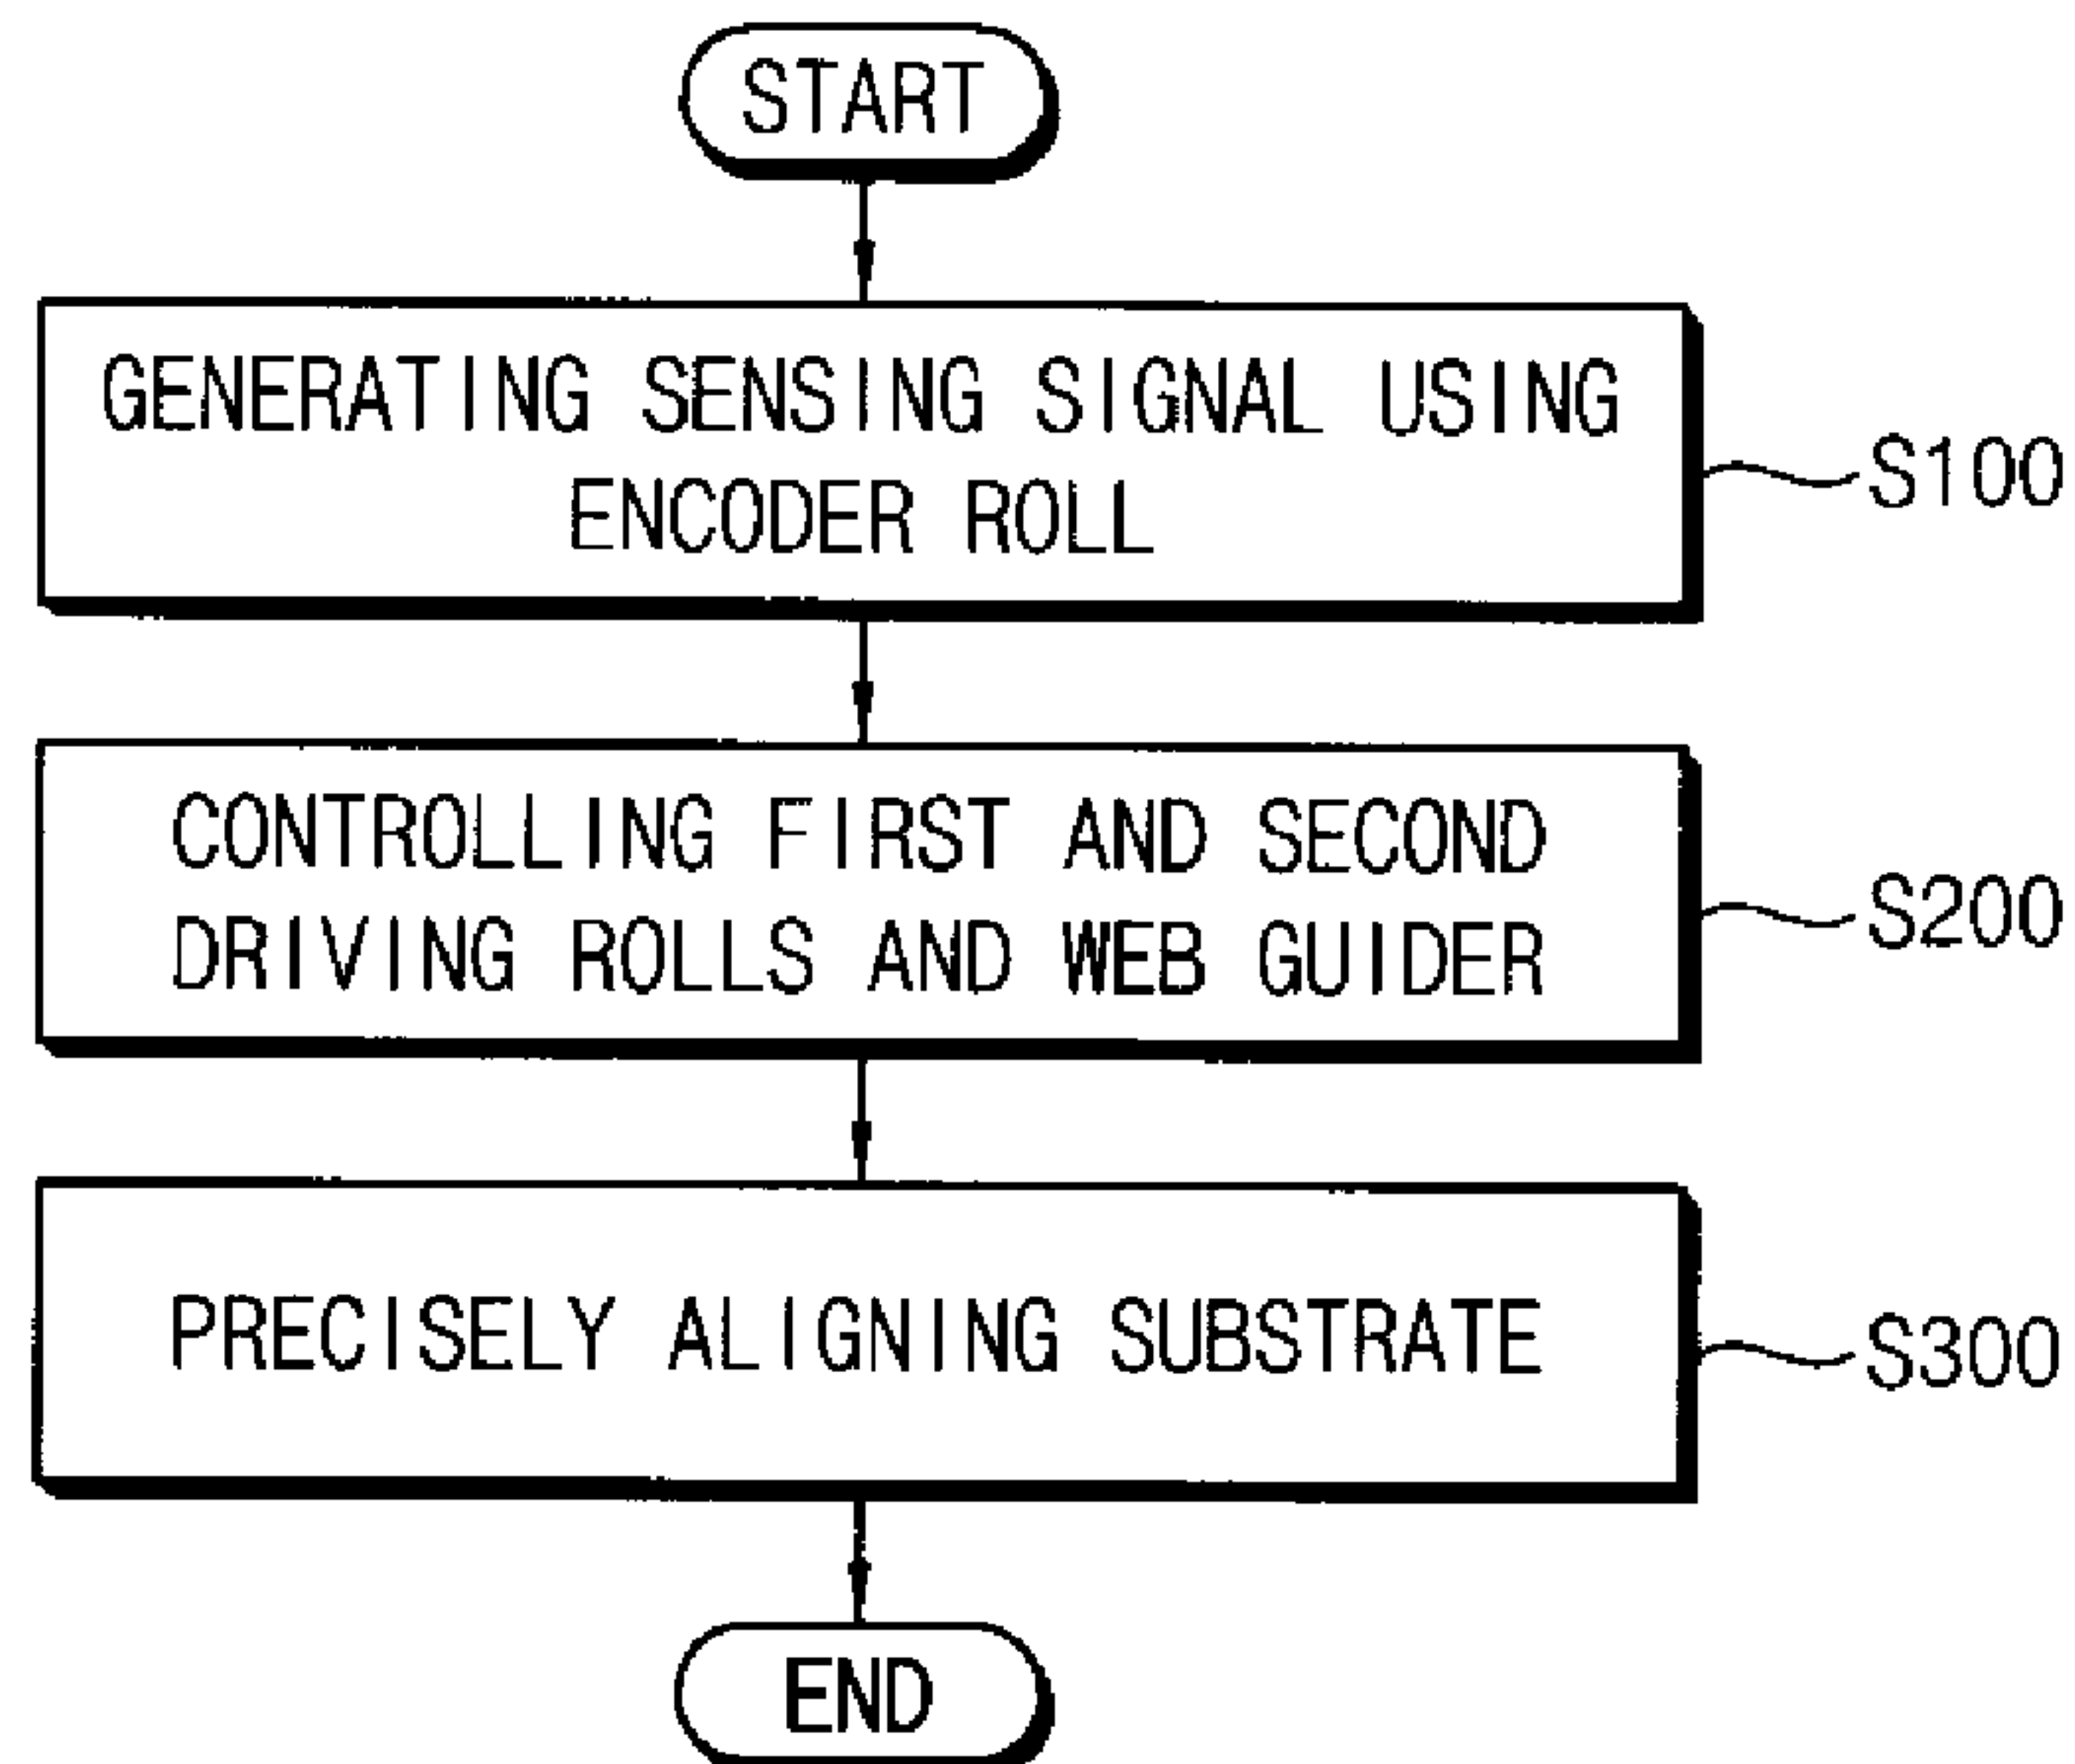 START
GENERATING SENSING SIGNAL USING
ENCODER ROLL
S100
CONTROLLING FIRST AND SECOND
DRIVING ROLLS AND WEB GUIDER
S200
PRECISELY ALIGNING SUBSTRATE
S300
END